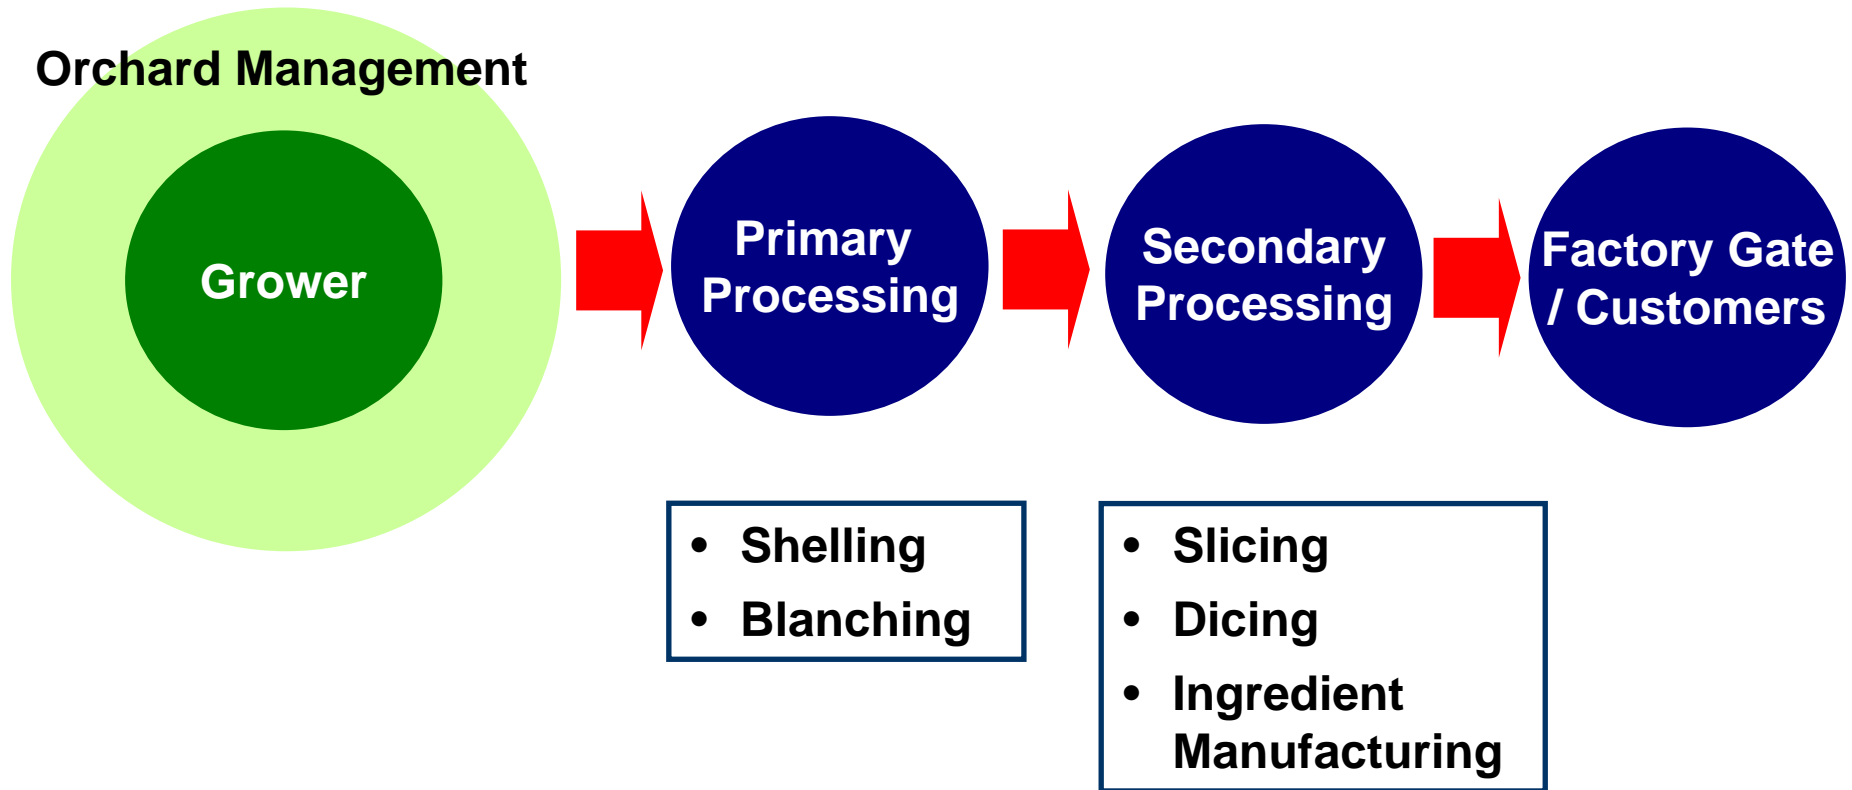 Orchard Management
Grower
Primary
Processing
Secondary
Processing
Factory Gate
/ Customers
• Shelling
• Blanching
• Slicing
• Dicing
• Ingredient
Manufacturing